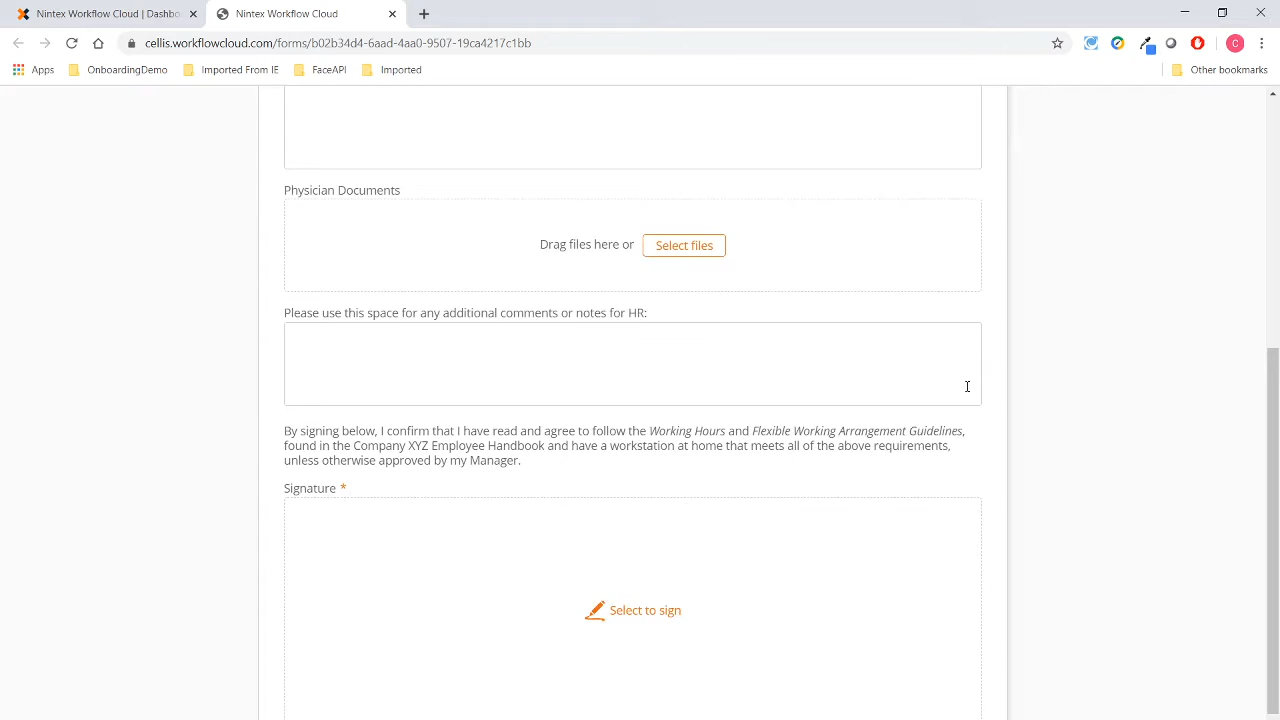 Nintex Workflow Cloud | Dashbo
Nintex Workflow Cloud
cellis.workflowcloud.com/forms/b02b34d4-6aad-4aa0-9507-19ca4217c1bb
C
Apps
OnboardingDemo
Imported From IE
FaceAPI
Imported
Other bookmarks
Physician Documents
Drag files here or Select files
Please use this space for any additional comments or notes for HR:
By signing below, I confirm that I have read and agree to follow the Working Hours and Flexible Working Arrangement Guidelines,
found in the Company XYZ Employee Handbook and have a workstation at home that meets all of the above requirements,
unless otherwise approved by my Manager.
Signature *
Select to sign